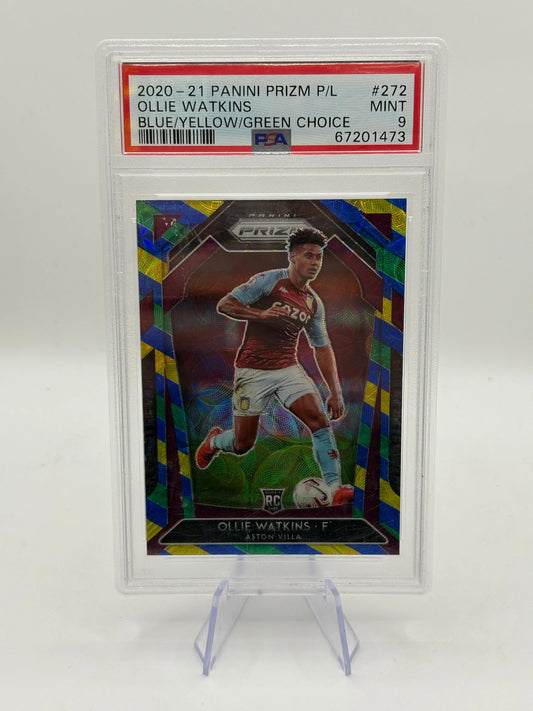 2020-21 PANINI PRIZM P/L #272
OLLIE WATKINS MINT
BLUE/YELLOW/GREEN CHOICE 9
PSA 67201473
PANINI
PRIZM
CAZOO
RC
OLLIE WATKINS · F
ASTON VILLA